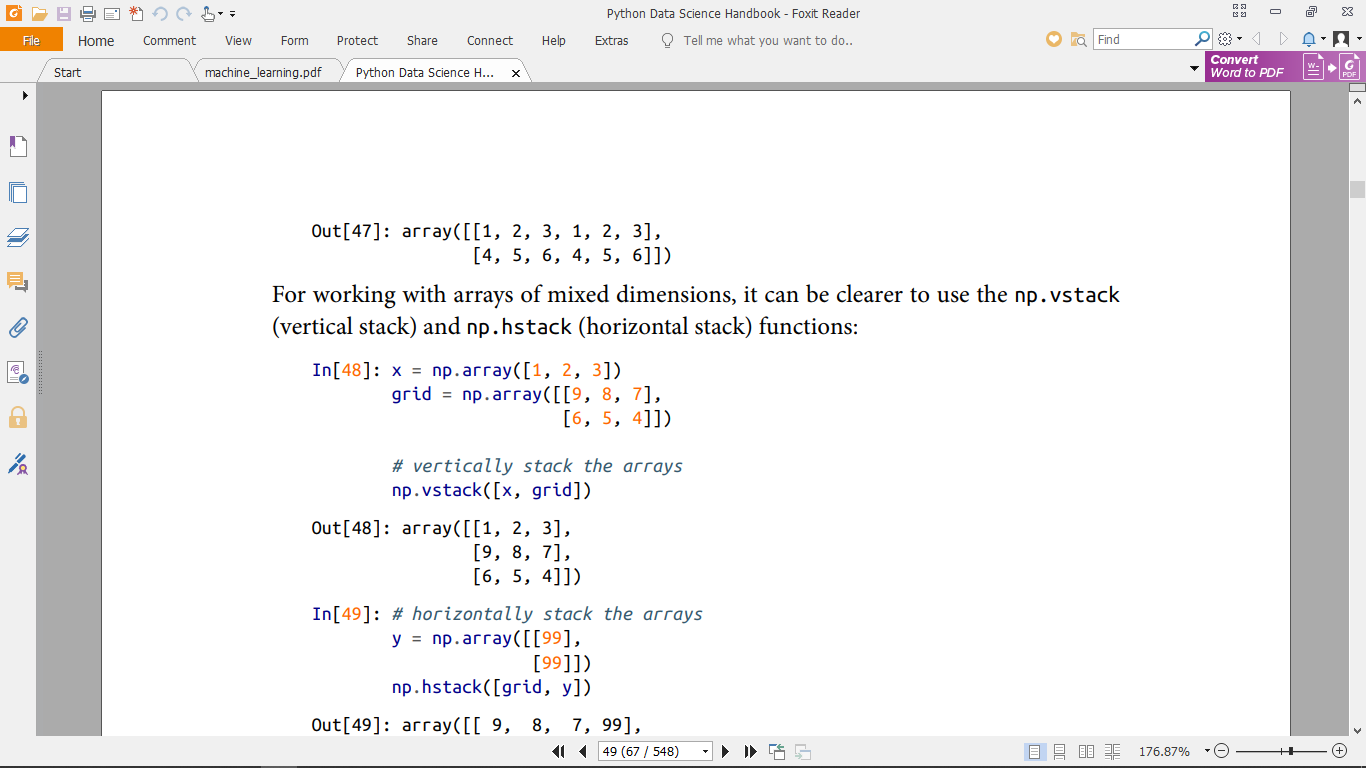 Python Data Science Handbook - Foxit Reader
File Home Comment View Form Protect Share Connect Help Extras Tell me what you want to do.. Find
Start machine_learning.pdf Python Data Science H... Convert
Word to PDF
W PDF
Out[47]: array([[1, 2, 3, 1, 2, 3],
[4, 5, 6, 4, 5, 6]])
For working with arrays of mixed dimensions, it can be clearer to use the np.vstack
(vertical stack) and np.hstack (horizontal stack) functions:
In[48]: x = np.array([1, 2, 3])
grid = np.array([[9, 8, 7],
[6, 5, 4]])
# vertically stack the arrays
np.vstack([x, grid])
Out[48]: array([[1, 2, 3],
[9, 8, 7],
[6, 5, 4]])
In[49]: # horizontally stack the arrays
y = np.array([[99],
[99]])
np.hstack([grid, y])
Out[49]: array([[ 9,  8,  7, 99],
49 (67 / 548) 176.87%